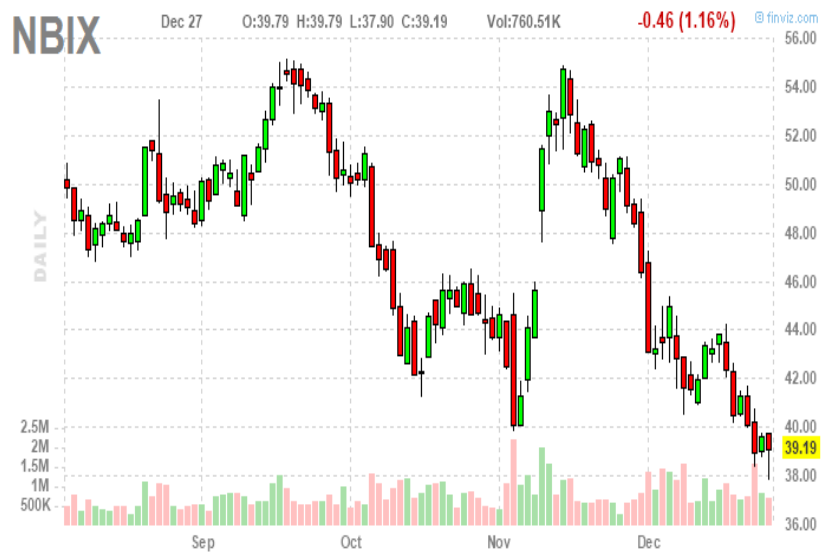 NBIX
Dec 27 O:39.79 H:39.79 L:37.90 C:39.19 Vol:760.51K -0.46 (1.16%)
© finviz.com
56.00
54.00
52.00
50.00
48.00
46.00
44.00
42.00
40.00
39.19
38.00
36.00
DAILY
2.5M
2M
1.5M
1M
500K
Sep Oct Nov Dec